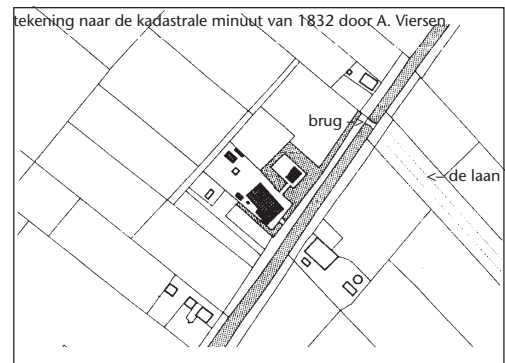 tekening naar de kadastrale minuut van 1832 door A. Viersen,
brug
de laan